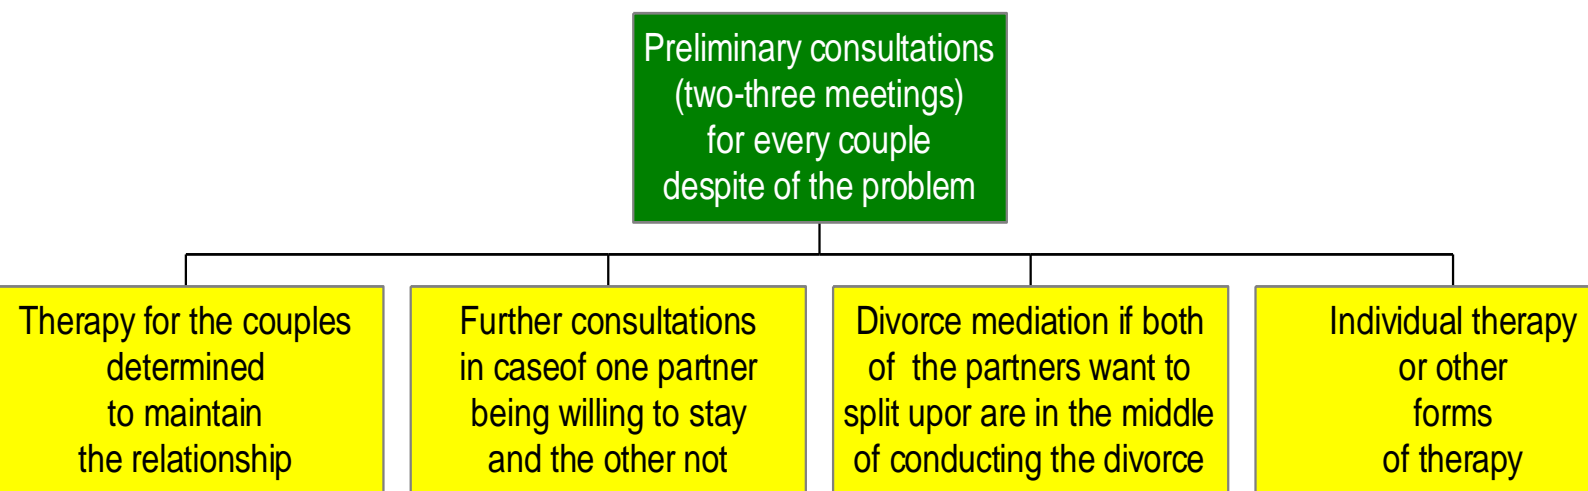 Preliminary consultations
(two-three meetings)
for every couple
despite of the problem
Therapy for the couples
determined
to maintain
the relationship
Further consultations
in caseof one partner
being willing to stay
and the other not
Divorce mediation if both
of the partners want to
split upor are in the middle
of conducting the divorce
Individual therapy
or other
forms
of therapy